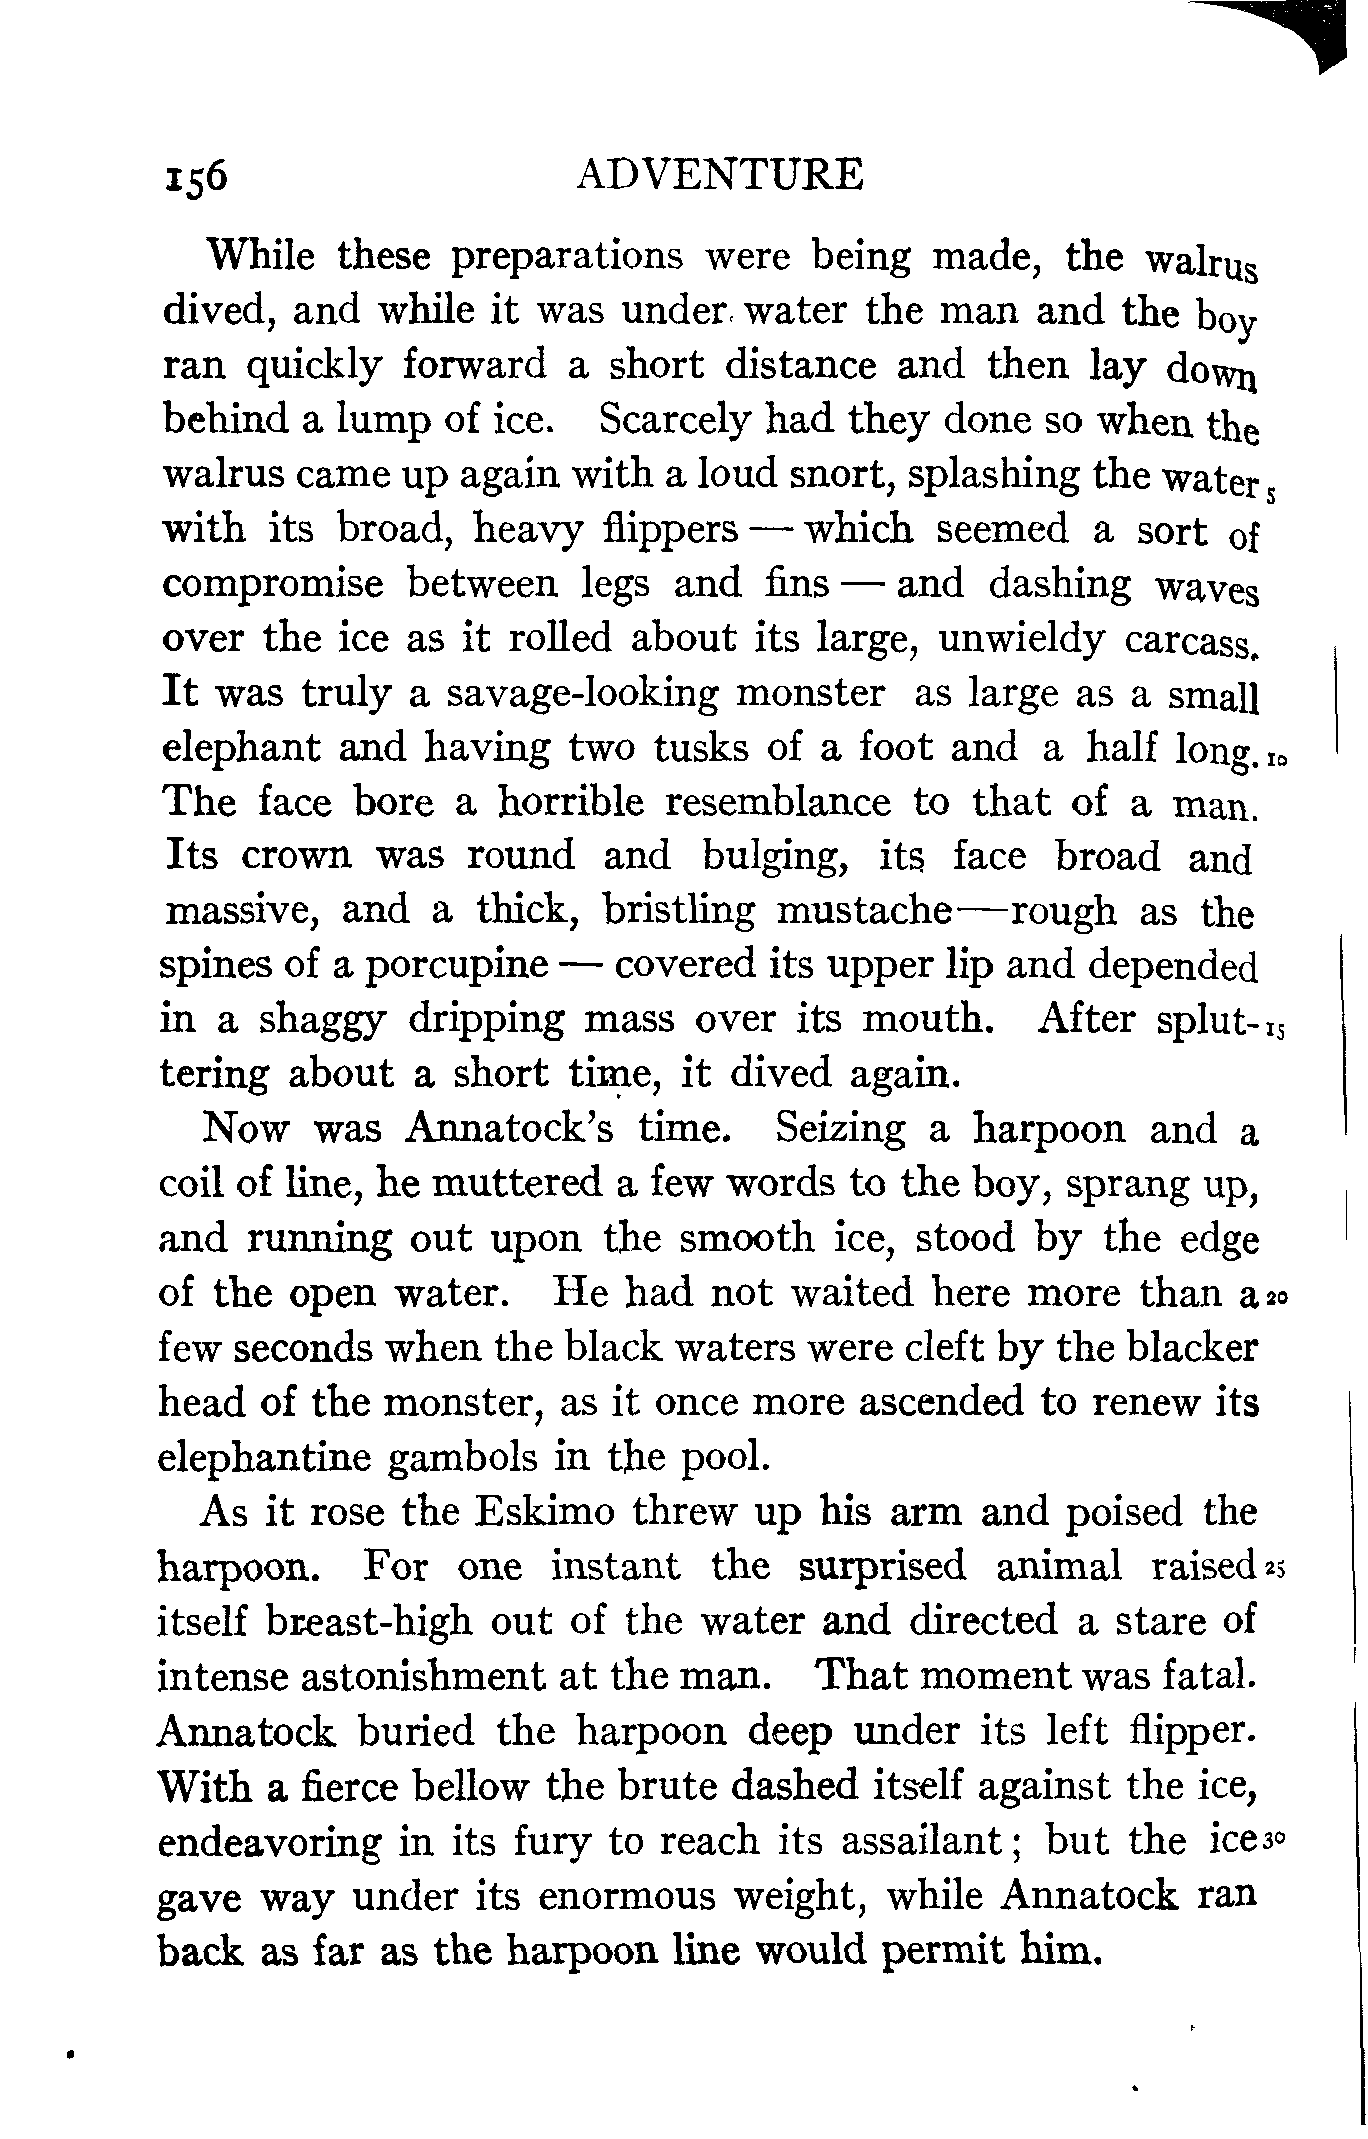 156 ADVENTURE
While these preparations were being made, the walrus
dived, and while it was under water the man and the boy
ran quickly forward a short distance and then lay down
behind a lump of ice. Scarcely had they done so when the
walrus came up again with a loud snort, splashing the water 5
with its broad, heavy flippers — which seemed a sort of
compromise between legs and fins — and dashing waves
over the ice as it rolled about its large, unwieldy carcass.
It was truly a savage-looking monster as large as a small
elephant and having two tusks of a foot and a half long. 10
The face bore a horrible resemblance to that of a man.
Its crown was round and bulging, its face broad and
massive, and a thick, bristling mustache—rough as the
spines of a porcupine — covered its upper lip and depended
in a shaggy dripping mass over its mouth. After splut- 15
tering about a short time, it dived again.
Now was Annatock's time. Seizing a harpoon and a
coil of line, he muttered a few words to the boy, sprang up,
and running out upon the smooth ice, stood by the edge
of the open water. He had not waited here more than a 20
few seconds when the black waters were cleft by the blacker
head of the monster, as it once more ascended to renew its
elephantine gambols in the pool.
As it rose the Eskimo threw up his arm and poised the
harpoon. For one instant the surprised animal raised 25
itself breast-high out of the water and directed a stare of
intense astonishment at the man. That moment was fatal.
Annatock buried the harpoon deep under its left flipper.
With a fierce bellow the brute dashed itself against the ice,
endeavoring in its fury to reach its assailant; but the ice 30
gave way under its enormous weight, while Annatock ran
back as far as the harpoon line would permit him.